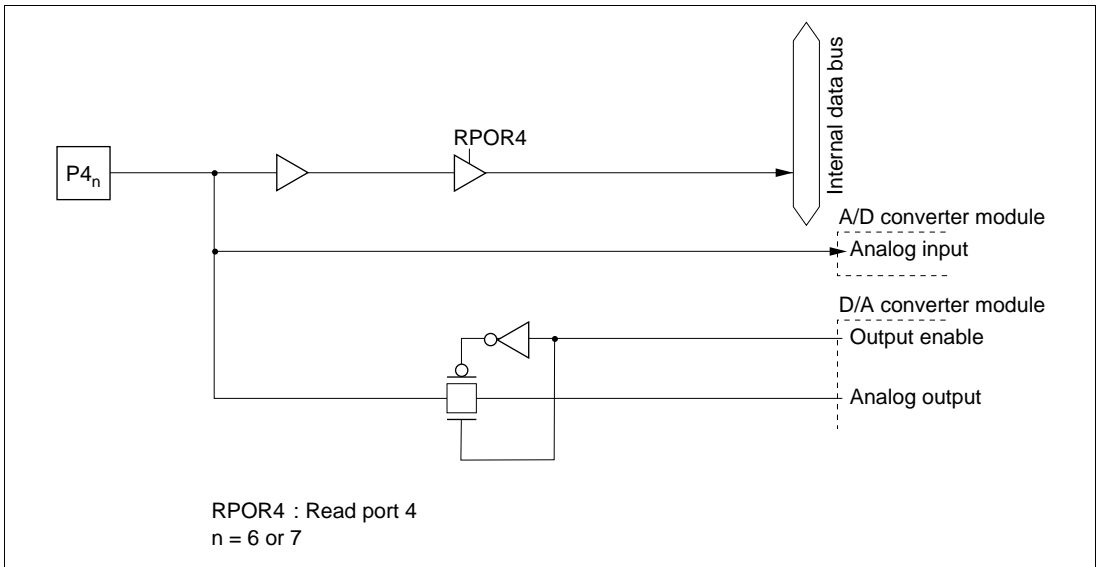 RPOR4
P4n
Internal data bus
A/D converter module
Analog input
D/A converter module
Output enable
Analog output
RPOR4 : Read port 4
n = 6 or 7